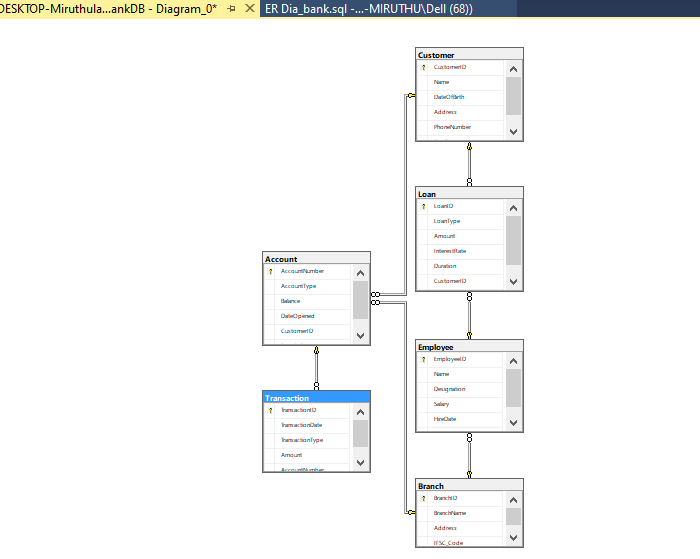 DESKTOP-Miruthula...ankDB - Diagram_0*
ER Dia_bank.sql -...-MIRUTHU\Dell (68))
Customer
CustomerID
Name
DateOfBirth
Address
PhoneNumber
Loan
LoanID
LoanType
Amount
InterestRate
Duration
CustomerID
Account
AccountNumber
AccountType
Balance
DateOpened
CustomerID
Employee
EmployeeID
Name
Designation
Salary
HireDate
Transaction
TransactionID
TransactionDate
TransactionType
Amount
AccountNumber
Branch
BranchID
BranchName
Address
IFSC_Code